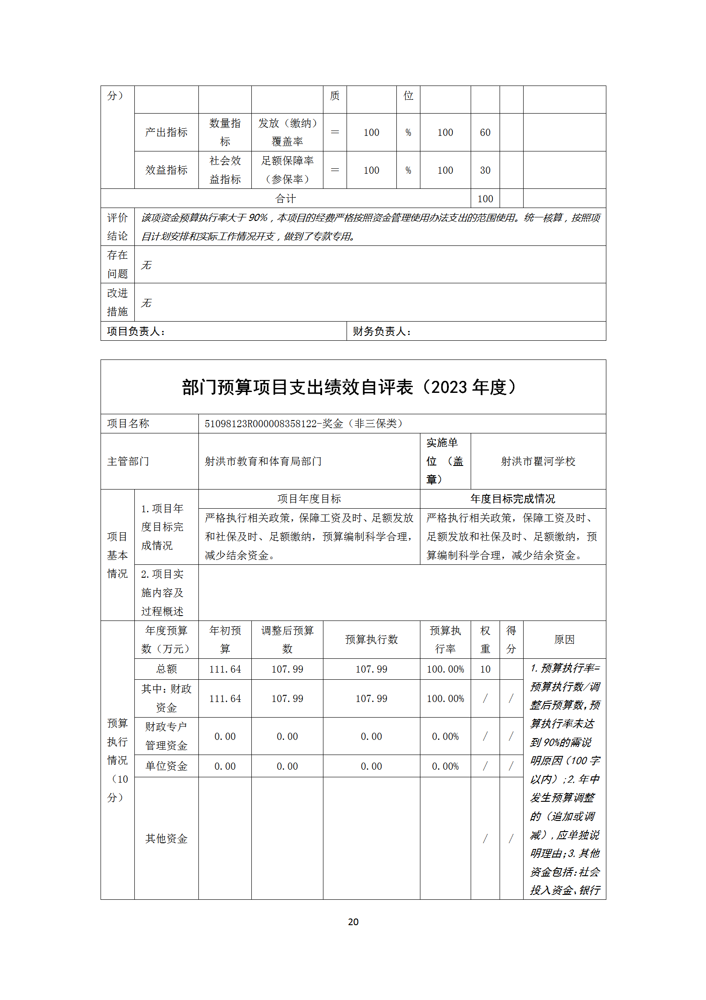 分） 质 位
产出指标 数量指标 发放（缴纳）覆盖率 ＝ 100 % 100 60
效益指标 社会效益指标 足额保障率（参保率） ＝ 100 % 100 30
合计 100
评价结论 该项资金预算执行率大于 90%，本项目的经费严格按照资金管理使用办法支出的范围使用。统一核算，按照项
目计划安排和实际工作情况开支，做到了专款专用。
存在问题 无
改进措施 无
项目负责人： 财务负责人：
部门预算项目支出绩效自评表（2023 年度）
项目名称 51098123R000008358122-奖金（非三保类）
主管部门 射洪市教育和体育局部门 实施单位 （盖章） 射洪市瞿河学校
项目基本情况
1.项目年度目标完成情况
项目年度目标 年度目标完成情况
严格执行相关政策，保障工资及时、足额发放
和社保及时、足额缴纳，预算编制科学合理，
减少结余资金。
严格执行相关政策，保障工资及时、
足额发放和社保及时、足额缴纳，预
算编制科学合理，减少结余资金。
2.项目实施内容及过程概述
预算执行情况（10分）
年度预算数（万元） 年初预算 调整后预算数 预算执行数 预算执行率 权重 得分 原因
总额 111.64 107.99 107.99 100.00% 10
其中：财政资金 111.64 107.99 107.99 100.00% / /
财政专户管理资金 0.00 0.00 0.00 0.00% / /
单位资金 0.00 0.00 0.00 0.00% / /
其他资金 / /
1.预算执行率=
预算执行数/调
整后预算数，预
算执行率未达
到 90%的需说
明原因（100 字
以内）;2.年中
发生预算调整
的（追加或调
减），应单独说
明理由；3.其他
资金包括：社会
投入资金、银行
20